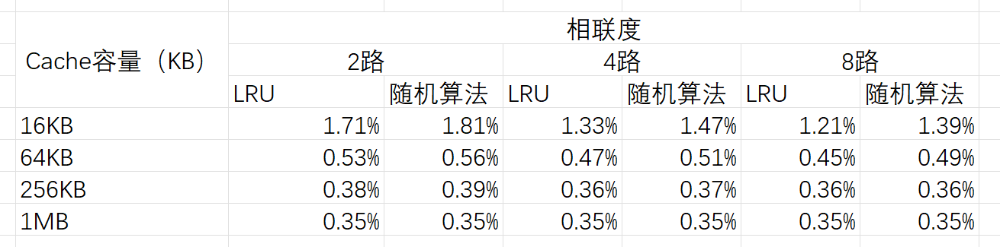 相联度
Cache容量（KB）
2路 4路 8路
LRU 随机算法 LRU 随机算法 LRU 随机算法
16KB 1.71% 1.81% 1.33% 1.47% 1.21% 1.39%
64KB 0.53% 0.56% 0.47% 0.51% 0.45% 0.49%
256KB 0.38% 0.39% 0.36% 0.37% 0.36% 0.36%
1MB 0.35% 0.35% 0.35% 0.35% 0.35% 0.35%